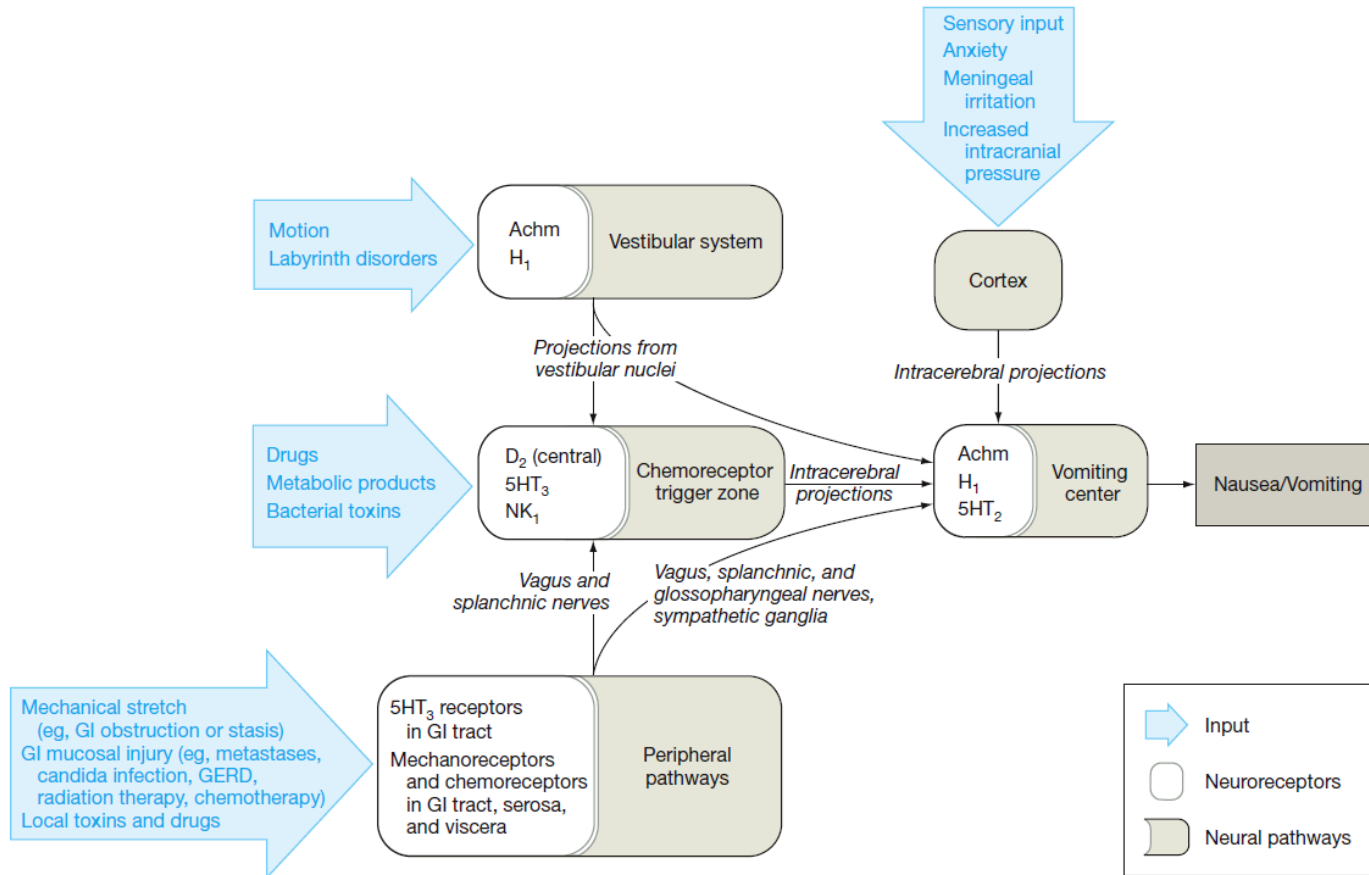 Sensory input
Anxiety
Meningeal
irritation
Increased
intracranial
pressure
Motion
Labyrinth disorders
Achm
H₁
Vestibular system
Cortex
Projections from
vestibular nuclei
Intracerebral projections
Drugs
Metabolic products
Bacterial toxins
D₂ (central)
5HT₃
NK₁
Chemoreceptor
trigger zone
Intracerebral
projections
Achm
H₁
5HT₂
Vomiting
center
Nausea/Vomiting
Vagus and
splanchnic nerves
Vagus, splanchnic, and
glossopharyngeal nerves,
sympathetic ganglia
Mechanical stretch
(eg, GI obstruction or stasis)
GI mucosal injury (eg, metastases,
candida infection, GERD,
radiation therapy, chemotherapy)
Local toxins and drugs
5HT₃ receptors
in GI tract
Mechanoreceptors
and chemoreceptors
in GI tract, serosa,
and viscera
Peripheral
pathways
Input
Neuroreceptors
Neural pathways